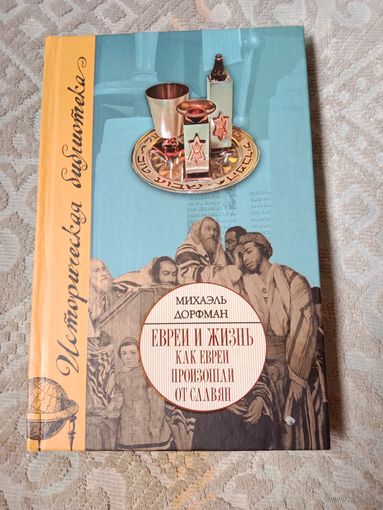 Историческая библиотека
МИХАЭЛЬ
ДОРФМАН
ЕВРЕИ И ЖИЗНЬ
КАК ЕВРЕИ
ПРОИЗОШЛИ
ОТ СЛАВЯН